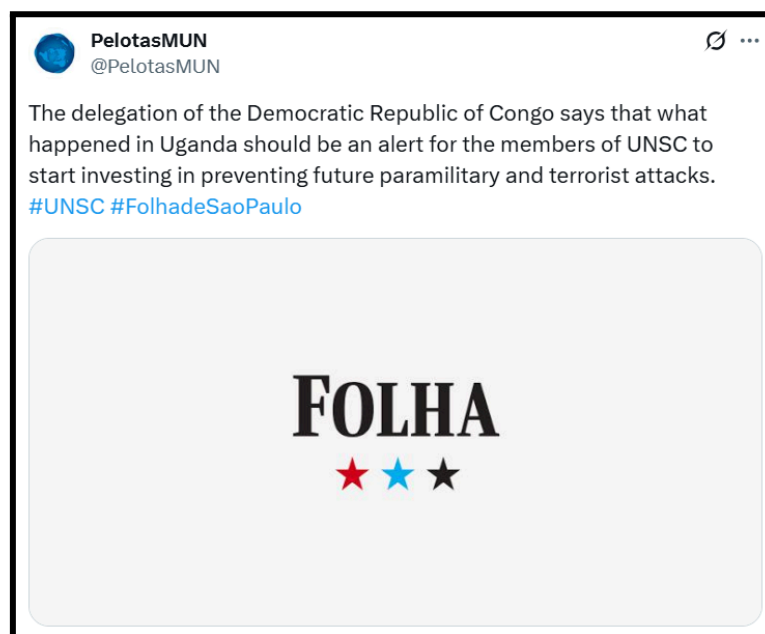 PelotasMUN
@PelotasMUN
The delegation of the Democratic Republic of Congo says that what
happened in Uganda should be an alert for the members of UNSC to
start investing in preventing future paramilitary and terrorist attacks.
#UNSC #FolhadeSaoPaulo
FOLHA